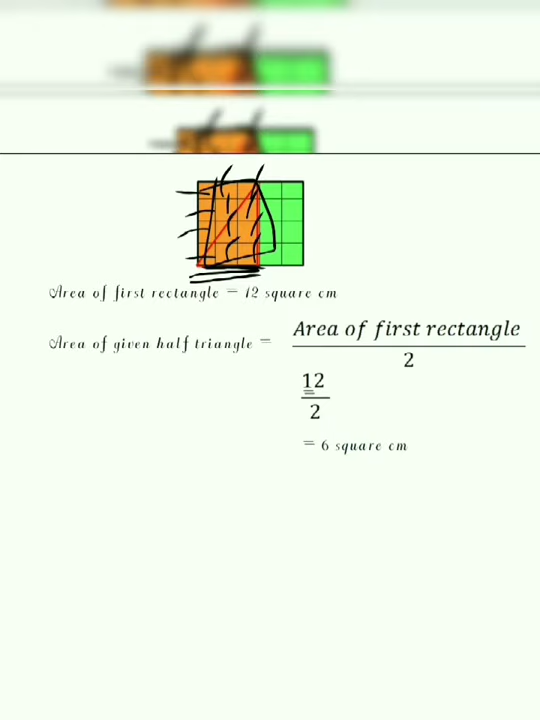 Area of first rectangle = 12 square cm
Area of given half triangle = Area of first rectangle
2
= 12
2
= 6 square cm